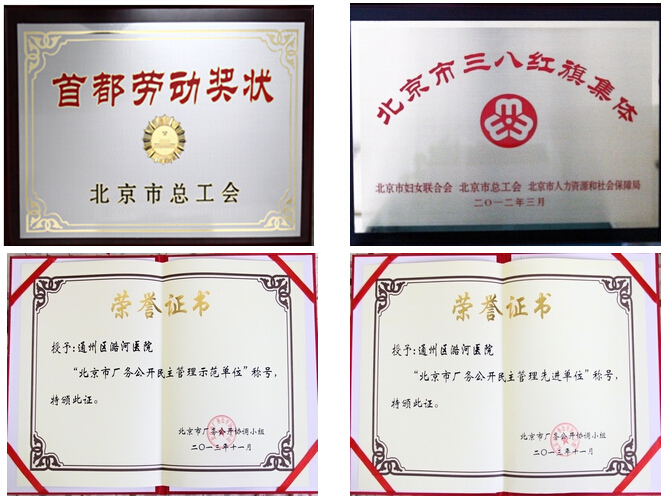 首都劳动奖状
北京市总工会
北京市三八红旗集体
北京市妇女联合会 北京市总工会 北京市人力资源和社会保障局
二〇一二年三月
荣誉证书
授予:通州区潞河医院
“北京市厂务公开民主管理示范单位”称号，
特颁此证。
北京市厂务公开协调小组
二〇一三年十一月
荣誉证书
授予:通州区潞河医院
“北京市厂务公开民主管理先进单位”称号，
特颁此证。
北京市厂务公开协调小组
二〇一三年十一月